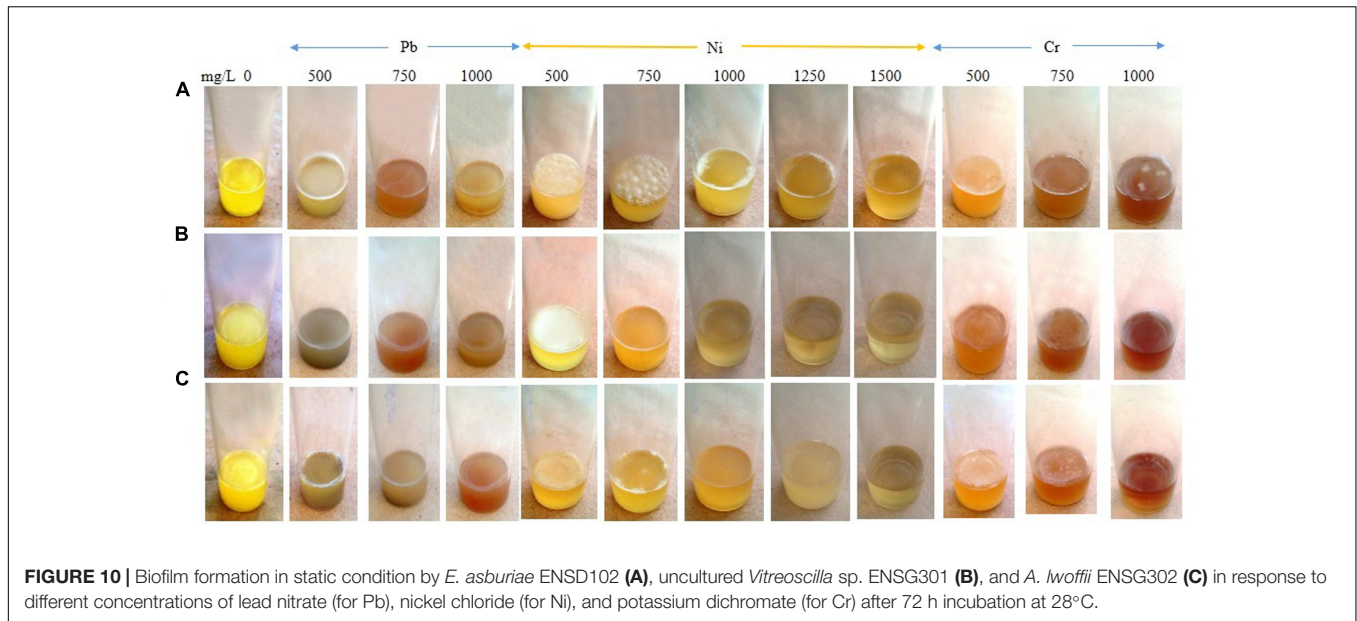 Pb Ni Cr
mg/L 0 500 750 1000 500 750 1000 1250 1500 500 750 1000
A
B
C
FIGURE 10 | Biofilm formation in static condition by E. asburiae ENSD102 (A), uncultured Vitreoscilla sp. ENSG301 (B), and A. lwoffii ENSG302 (C) in response to
different concentrations of lead nitrate (for Pb), nickel chloride (for Ni), and potassium dichromate (for Cr) after 72 h incubation at 28°C.